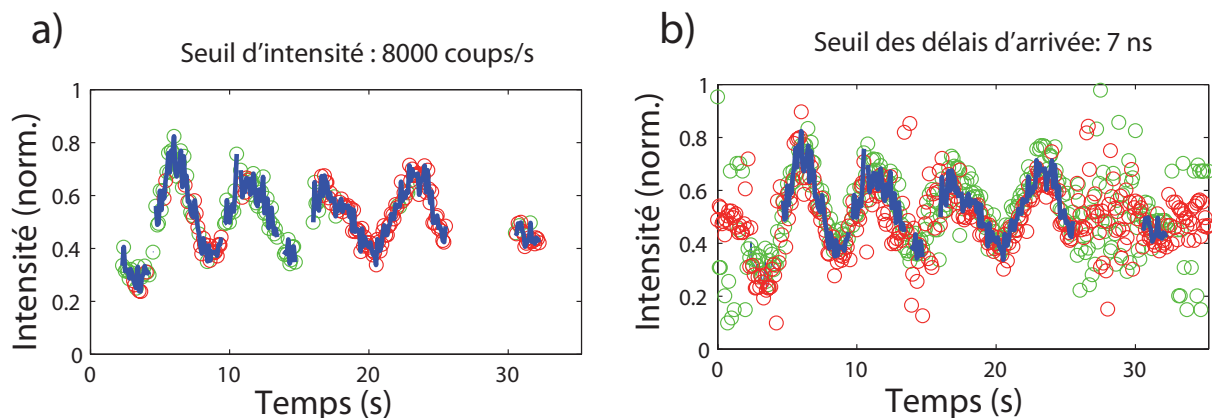 a)
Seuil d'intensité : 8000 coups/s
Intensité (norm.)
1
0.8
0.6
0.4
0.2
0
0 10 20 30
Temps (s)
b)
Seuil des délais d'arrivée: 7 ns
Intensité (norm.)
1
0.8
0.6
0.4
0.2
0
0 10 20 30
Temps (s)